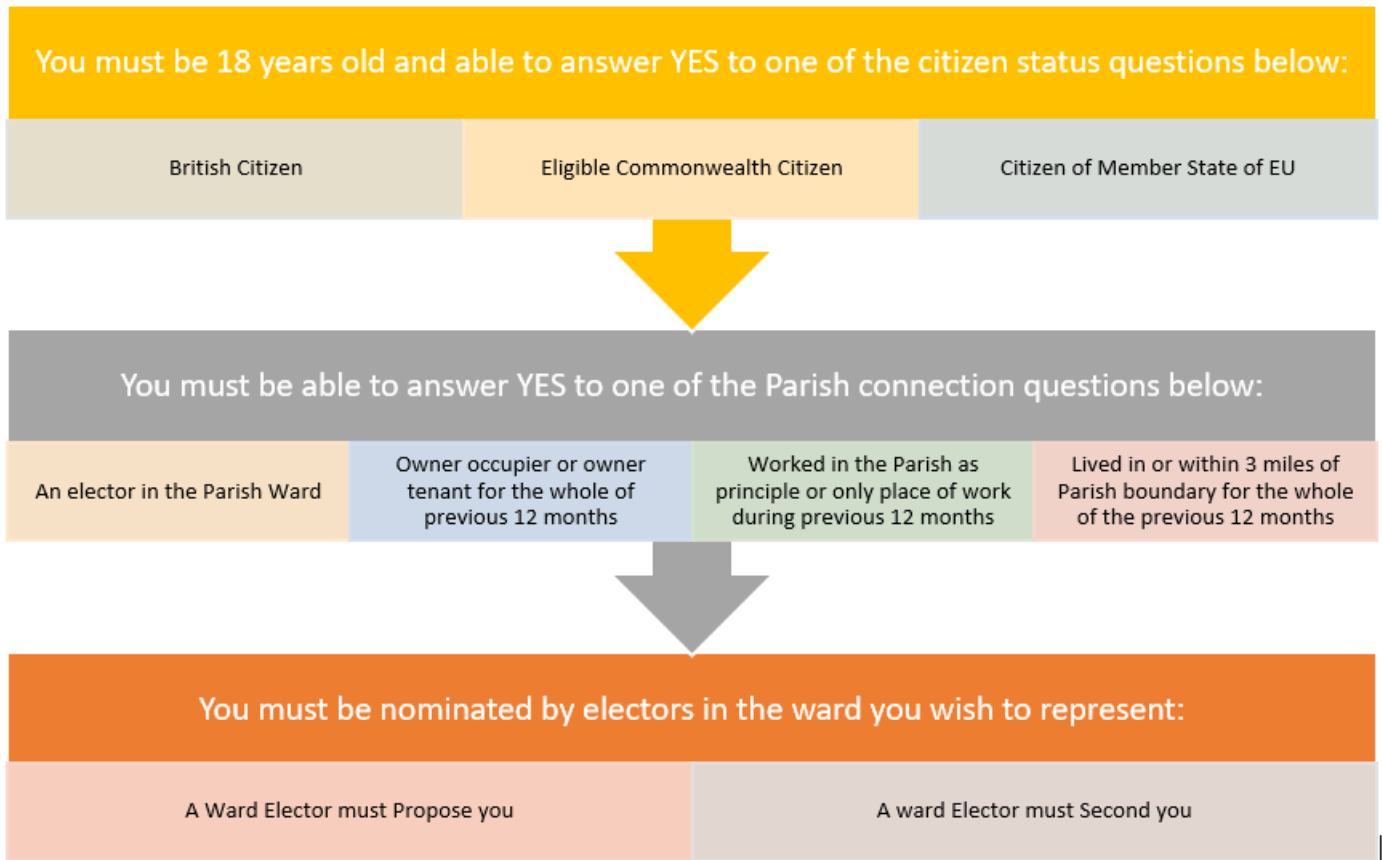 You must be 18 years old and able to answer YES to one of the citizen status questions below:
British Citizen
Eligible Commonwealth Citizen
Citizen of Member State of EU
You must be able to answer YES to one of the Parish connection questions below:
An elector in the Parish Ward
Owner occupier or owner
tenant for the whole of
previous 12 months
Worked in the Parish as
principle or only place of work
during previous 12 months
Lived in or within 3 miles of
Parish boundary for the whole
of the previous 12 months
You must be nominated by electors in the ward you wish to represent:
A Ward Elector must Propose you
A ward Elector must Second you